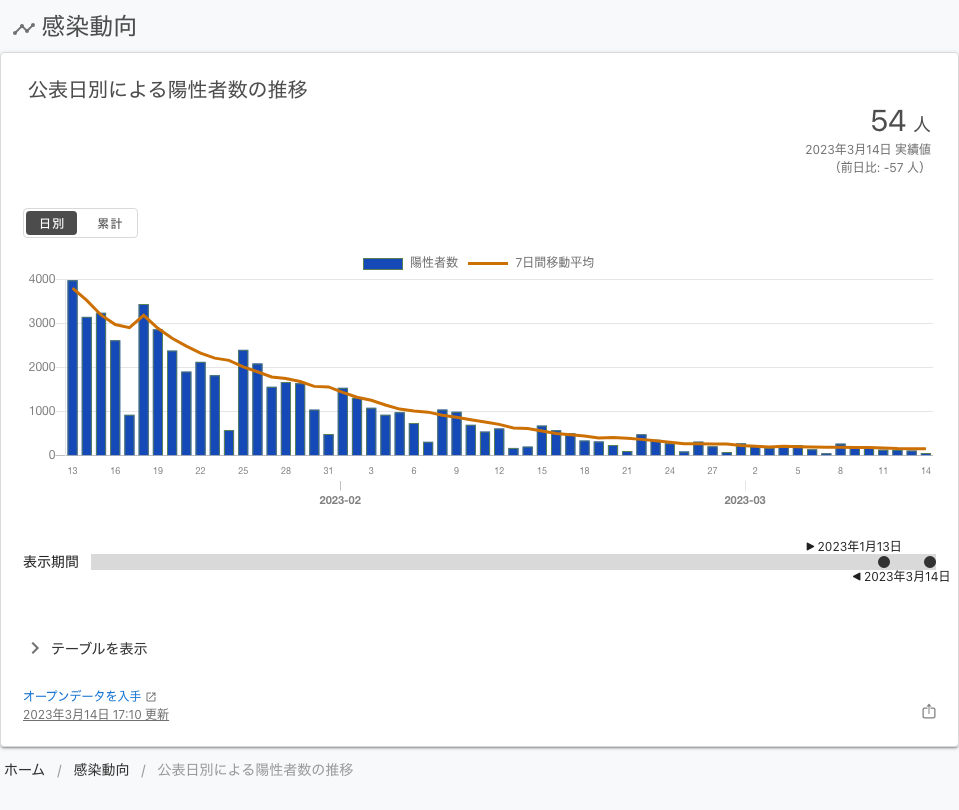 感染動向
公表日別による陽性者数の推移
54 人
2023年3月14日 実績値
（前日比: -57 人）
日別 累計
陽性者数 7日間移動平均
4000
3000
2000
1000
0
13 16 19 22 25 28 31 3 6 9 12 15 18 21 24 27 2 5 8 11 14
2023-02 2023-03
▶ 2023年1月13日
表示期間
◀ 2023年3月14日
テーブルを表示
オープンデータを入手
2023年3月14日 17:10 更新
ホーム / 感染動向 / 公表日別による陽性者数の推移